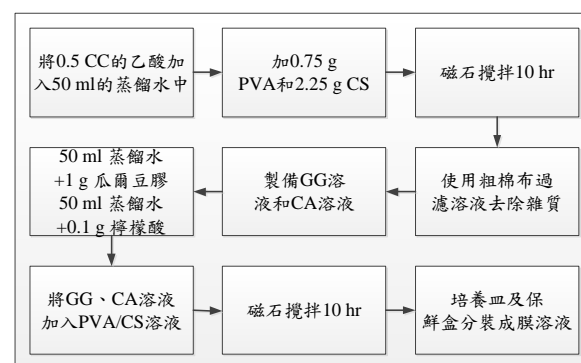 將0.5 CC的乙酸加
入50 ml的蒸餾水中
加0.75 g
PVA和2.25 g CS
磁石攪拌10 hr
使用粗棉布過
濾溶液去除雜質
製備GG溶
液和CA溶液
50 ml 蒸餾水
+1 g 瓜爾豆膠
50 ml 蒸餾水
+0.1 g 檸檬酸
將GG、CA溶液
加入PVA/CS溶液
磁石攪拌10 hr
培養皿及保
鮮盒分裝成膜溶液